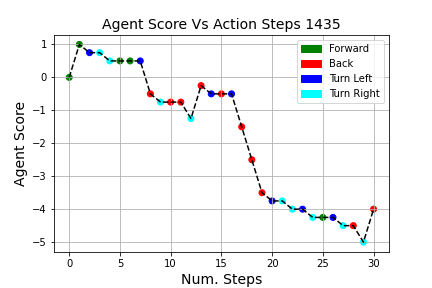 Agent Score Vs Action Steps 1435
Forward
Back
Turn Left
Turn Right
Agent Score
1
0
−1
−2
−3
−4
−5
0 5 10 15 20 25 30
Num. Steps